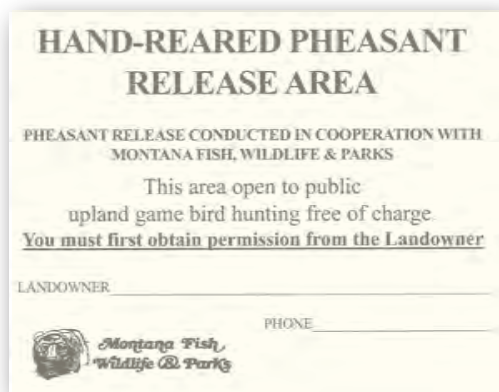 HAND-REARED PHEASANT
RELEASE AREA
PHEASANT RELEASE CONDUCTED IN COOPERATION WITH
MONTANA FISH, WILDLIFE & PARKS
This area open to public
upland game bird hunting free of charge
You must first obtain permission from the Landowner
LANDOWNER
PHONE
Montana Fish,
Wildlife & Parks